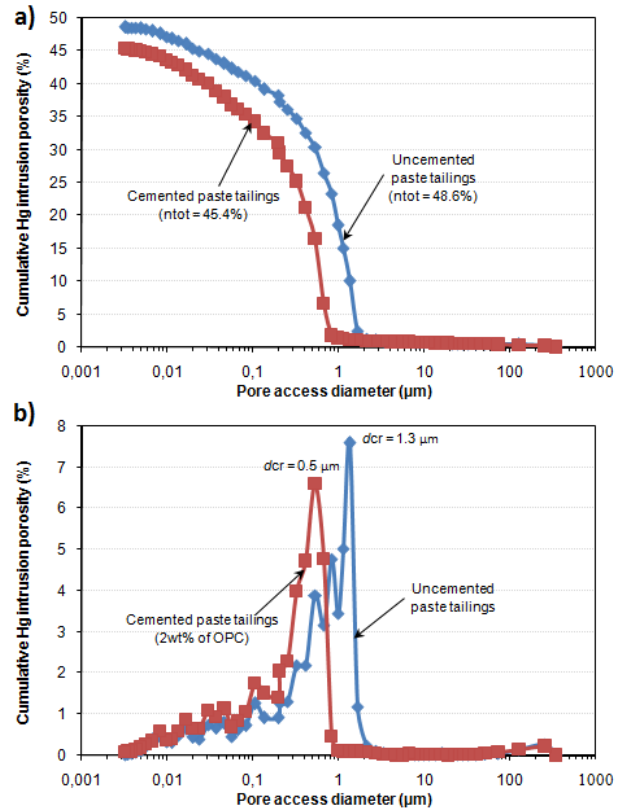 a)
50
45
40
35
30
25
20
15
10
5
0
Cumulative Hg intrusion porosity (%)
Cemented paste tailings
(ntot = 45.4%)
Uncemented
paste tailings
(ntot = 48.6%)
0,001 0,01 0,1 1 10 100 1000
Pore access diameter (µm)
b)
8
7
6
5
4
3
2
1
0
Cumulative Hg intrusion porosity (%)
dcr = 0.5 µm
dcr = 1.3 µm
Cemented paste tailings
(2wt% of OPC)
Uncemented
paste tailings
0,001 0,01 0,1 1 10 100 1000
Pore access diameter (µm)